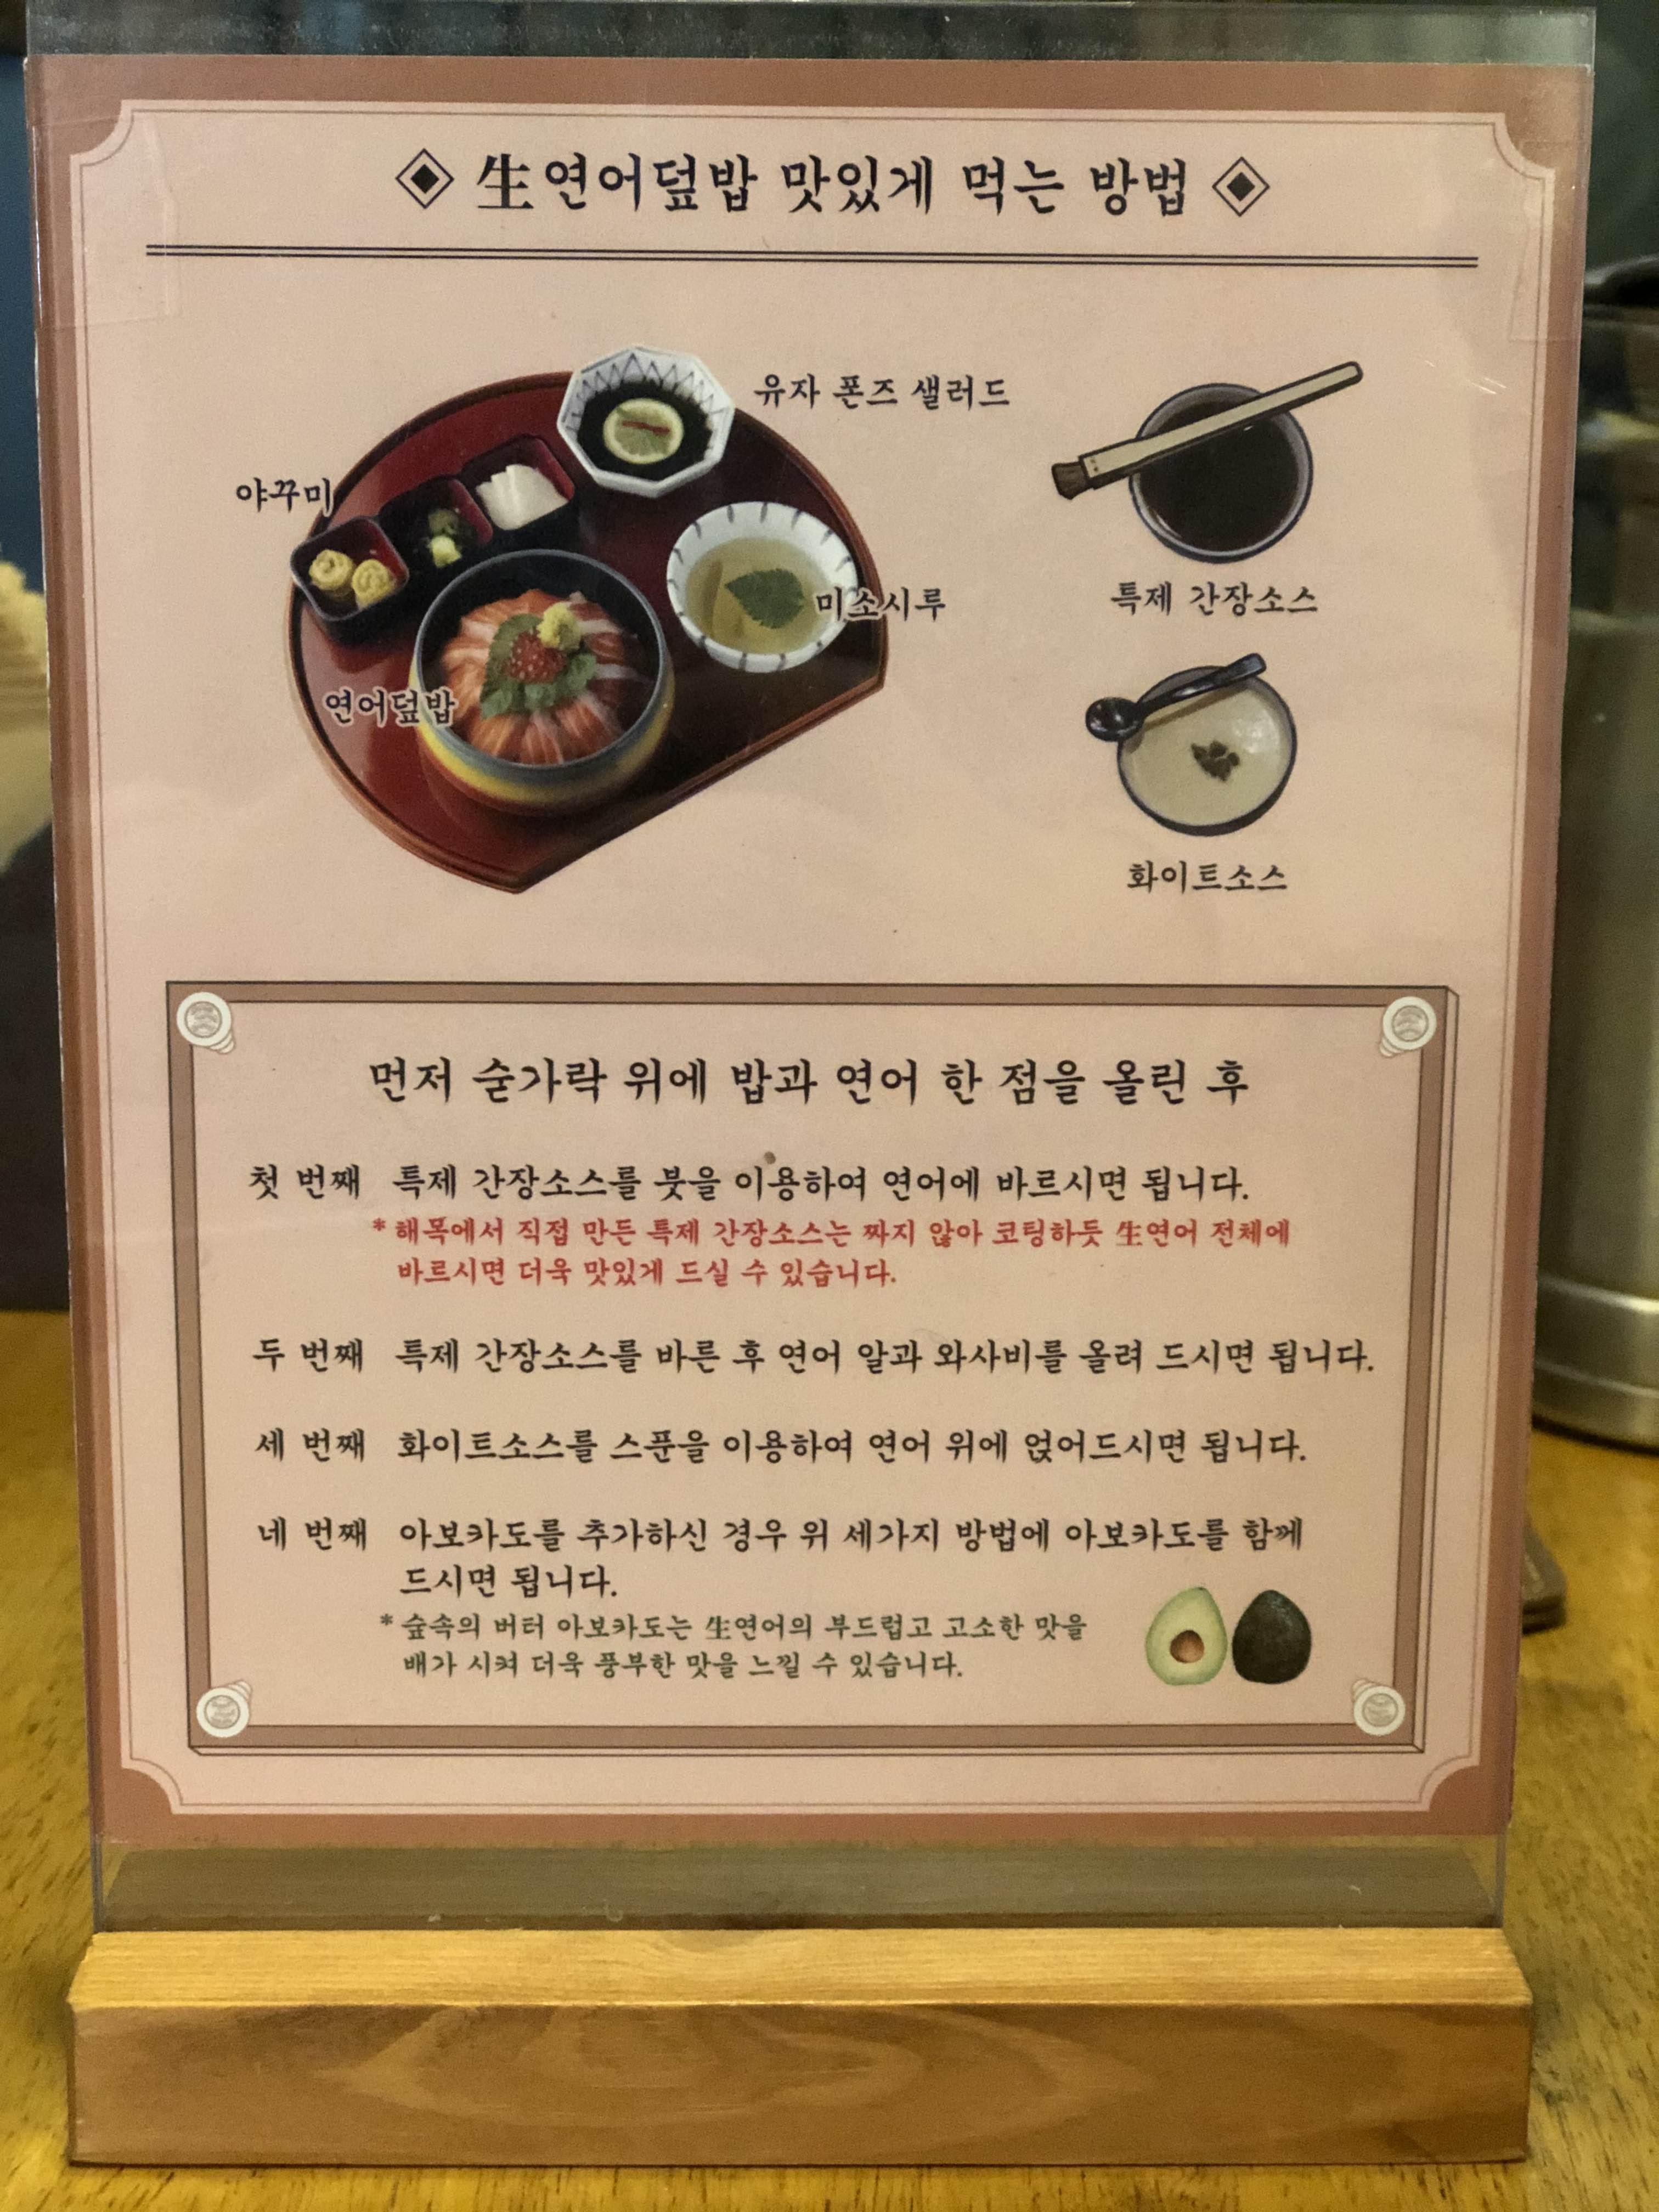 生연어덮밥 맛있게 먹는 방법
유자 폰즈 샐러드
야꾸미
미소시루
연어덮밥
특제 간장소스
화이트소스
먼저 숟가락 위에 밥과 연어 한 점을 올린 후
첫 번째 특제 간장소스를 붓을 이용하여 연어에 바르시면 됩니다.
* 해목에서 직접 만든 특제 간장소스는 짜지 않아 코팅하듯 生연어 전체에
바르시면 더욱 맛있게 드실 수 있습니다.
두 번째 특제 간장소스를 바른 후 연어 알과 와사비를 올려 드시면 됩니다.
세 번째 화이트소스를 스푼을 이용하여 연어 위에 얹어드시면 됩니다.
네 번째 아보카도를 추가하신 경우 위 세가지 방법에 아보카도를 함께
드시면 됩니다.
* 숲속의 버터 아보카도는 生연어의 부드럽고 고소한 맛을
배가 시켜 더욱 풍부한 맛을 느낄 수 있습니다.